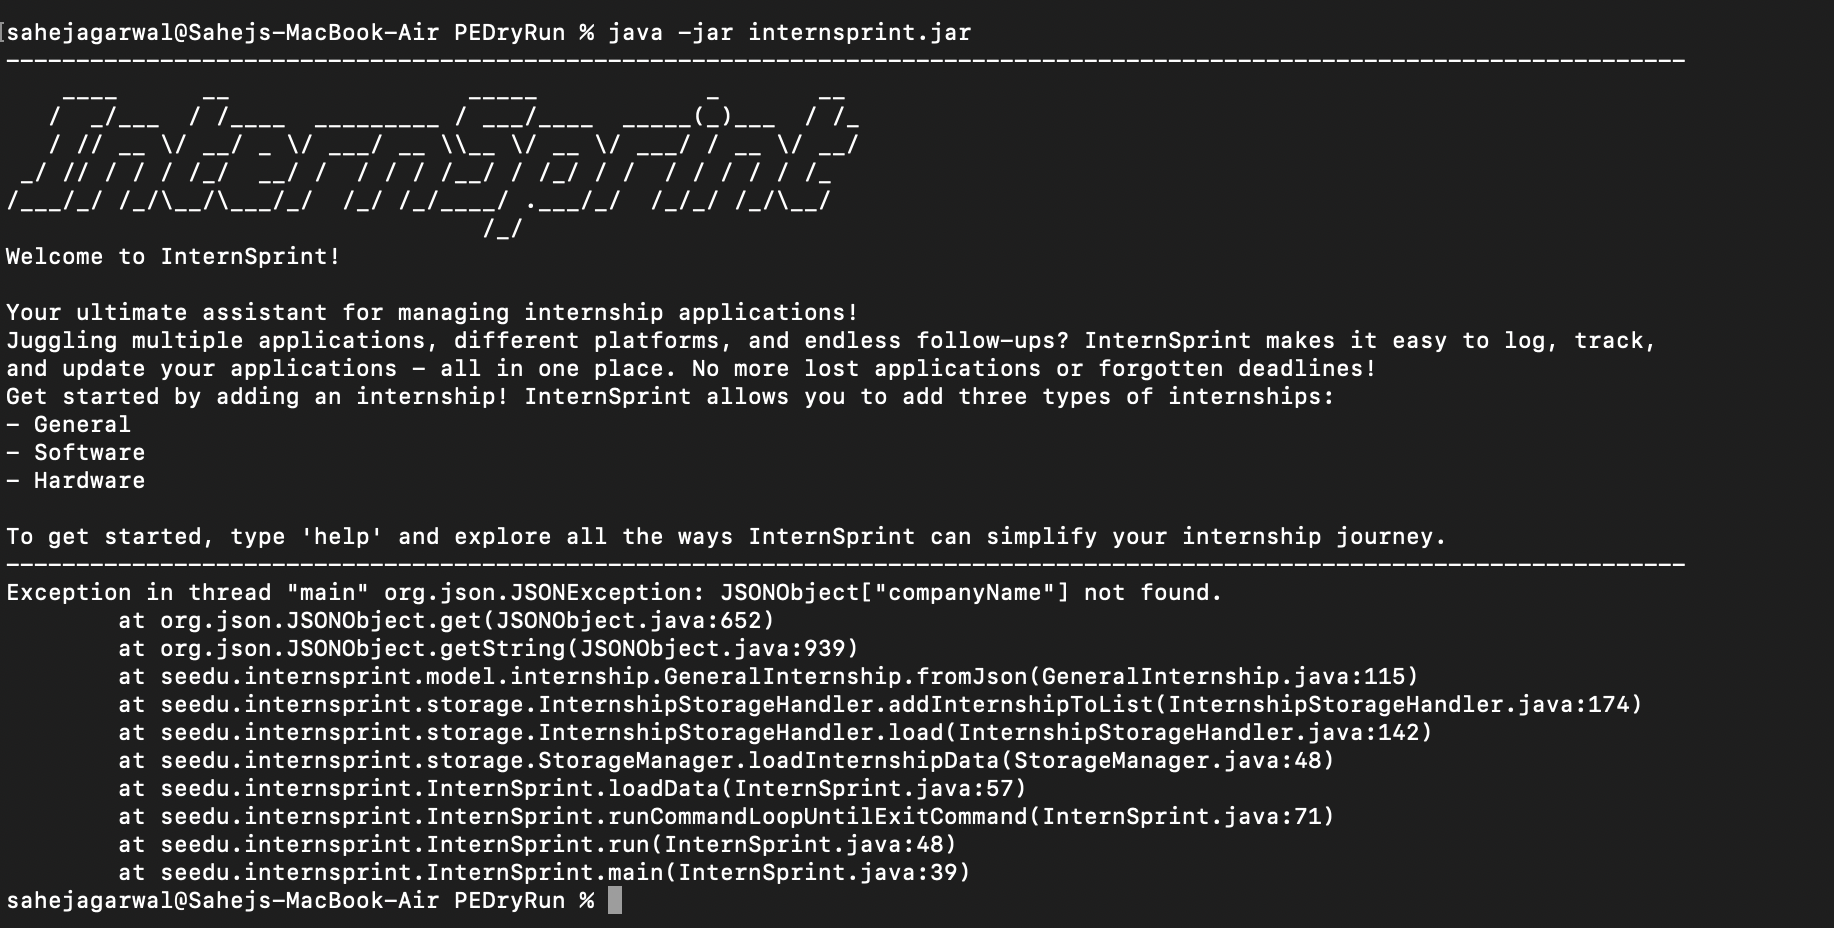 sahejagarwal@Sahejs-MacBook-Air PEDryRun % java -jar internsprint.jar
------------------------------------------------------------------------------------------------------------------------
    ____      __                 _____            _       __
   /  _/___  / /____  _________ / ___/____  _____(_)___  / /_
   / // __ \/ __/ _ \/ ___/ __ \\__ \/ __ \/ ___/ / __ \/ __/
 _/ // / / / /_/  __/ /  / / / /__/ / /_/ / /  / / / / / /_
/___/_/ /_/\__/\___/_/  /_/ /_/____/ .___/_/  /_/_/ /_/\__/
                                  /_/
Welcome to InternSprint!
Your ultimate assistant for managing internship applications!
Juggling multiple applications, different platforms, and endless follow-ups? InternSprint makes it easy to log, track,
and update your applications - all in one place. No more lost applications or forgotten deadlines!
Get started by adding an internship! InternSprint allows you to add three types of internships:
- General
- Software
- Hardware
To get started, type 'help' and explore all the ways InternSprint can simplify your internship journey.
------------------------------------------------------------------------------------------------------------------------
Exception in thread "main" org.json.JSONException: JSONObject["companyName"] not found.
        at org.json.JSONObject.get(JSONObject.java:652)
        at org.json.JSONObject.getString(JSONObject.java:939)
        at seedu.internsprint.model.internship.GeneralInternship.fromJson(GeneralInternship.java:115)
        at seedu.internsprint.storage.InternshipStorageHandler.addInternshipToList(InternshipStorageHandler.java:174)
        at seedu.internsprint.storage.InternshipStorageHandler.load(InternshipStorageHandler.java:142)
        at seedu.internsprint.storage.StorageManager.loadInternshipData(StorageManager.java:48)
        at seedu.internsprint.InternSprint.loadData(InternSprint.java:57)
        at seedu.internsprint.InternSprint.runCommandLoopUntilExitCommand(InternSprint.java:71)
        at seedu.internsprint.InternSprint.run(InternSprint.java:48)
        at seedu.internsprint.InternSprint.main(InternSprint.java:39)
sahejagarwal@Sahejs-MacBook-Air PEDryRun %